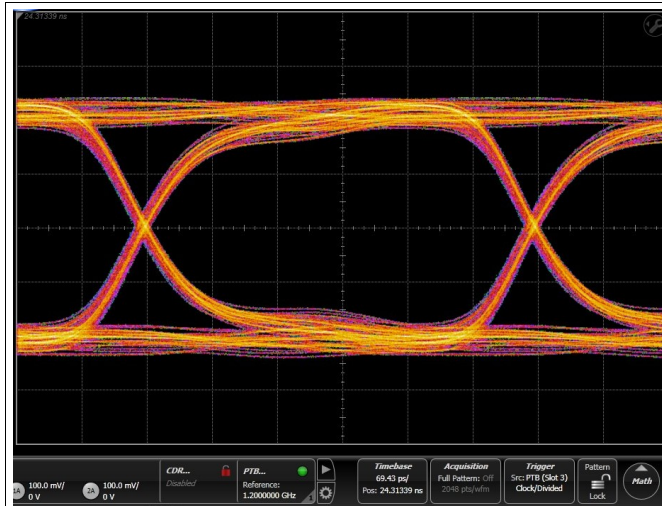 24.31339 ns
CDR...
Disabled
PTB...
Reference:
1.2000000 GHz
1A
100.0 mV/
0 V
2A
100.0 mV/
0 V
Timebase
69.43 ps/
Pos: 24.31339 ns
Acquisition
Full Pattern: Off
2048 pts/wfm
Trigger
Src: PTB (Slot 3)
Clock/Divided
Pattern
Lock
Math